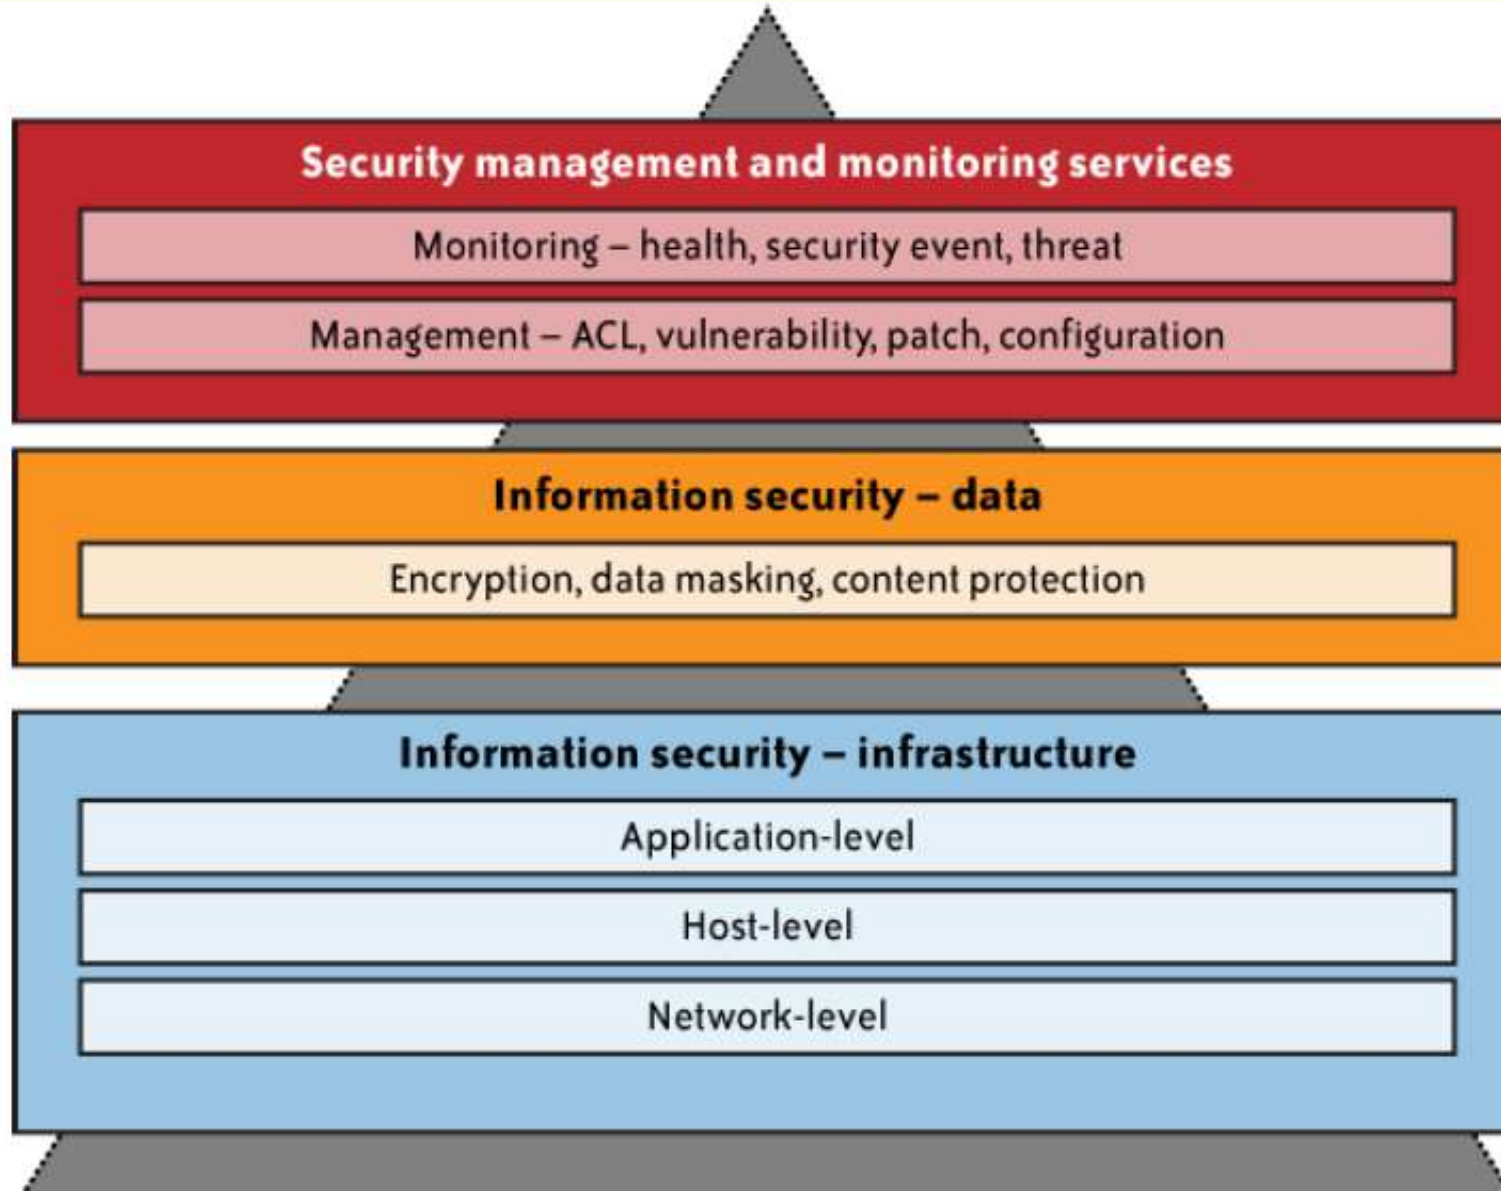 Security management and monitoring services
Monitoring – health, security event, threat
Management – ACL, vulnerability, patch, configuration
Information security – data
Encryption, data masking, content protection
Information security – infrastructure
Application-level
Host-level
Network-level